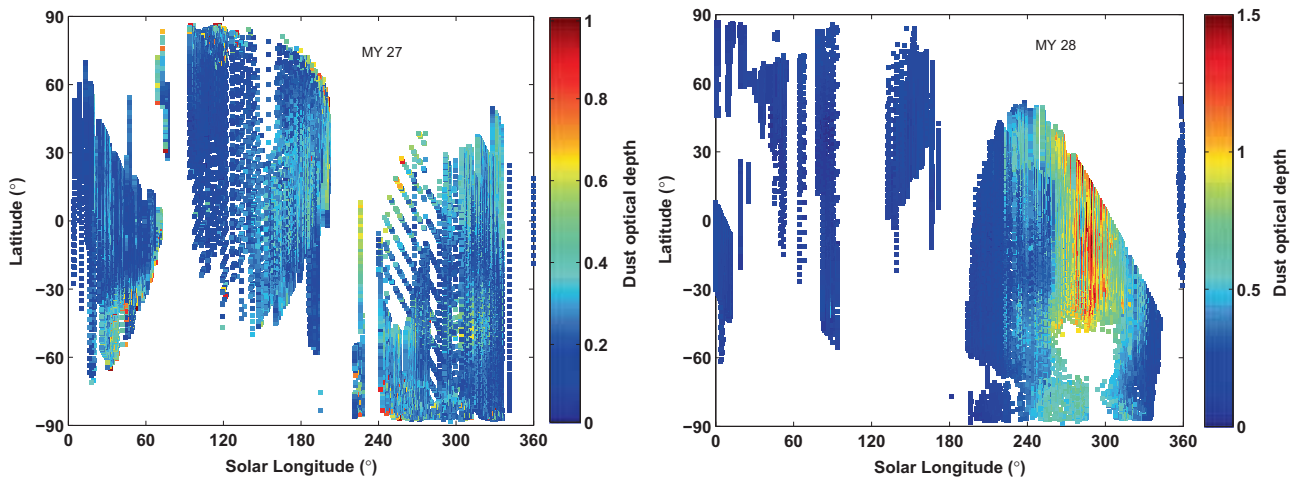 MY 27
90
60
30
0
−30
−60
−90
Latitude (°)
0 60 120 180 240 300 360
Solar Longitude (°)
1
0.8
0.6
0.4
0.2
0
Dust optical depth
MY 28
90
60
30
0
−30
−60
−90
Latitude (°)
0 60 120 180 240 300 360
Solar Longitude (°)
1.5
1
0.5
0
Dust optical depth